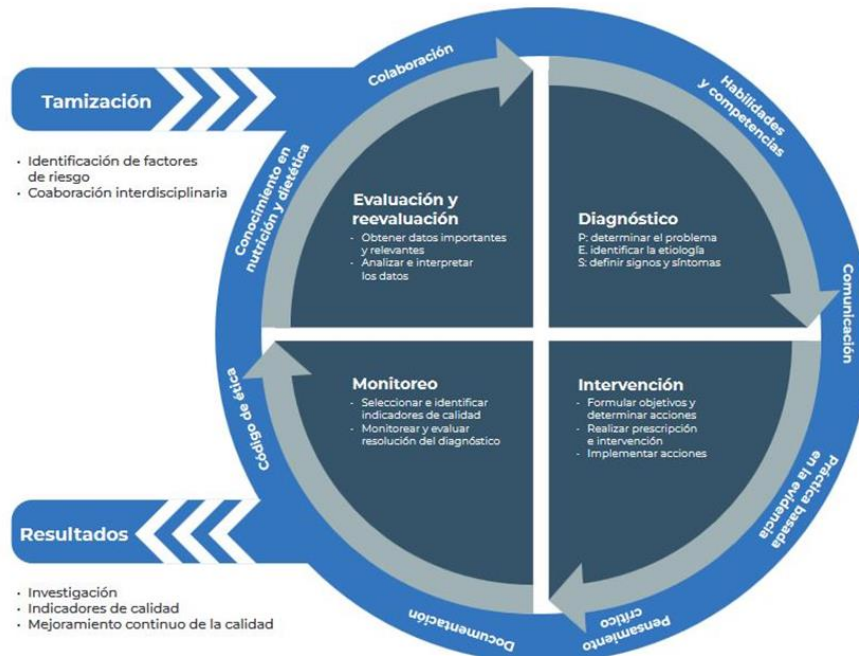 Tamización
· Identificación de factores
de riesgo
· Coaboración interdisciplinaria
Colaboración
Habilidades
y competencias
Conocimiento en
nutrición y dietética
Comunicación
Código de ética
Práctica basada
en la evidencia
Documentación
Pensamiento
crítico
Evaluación y
reevaluación
· Obtener datos importantes
y relevantes
· Analizar e interpretar
los datos
Diagnóstico
P: determinar el problema
E. identificar la etiología
S: definir signos y síntomas
Monitoreo
· Seleccionar e identificar
indicadores de calidad
· Monitorear y evaluar
resolución del diagnóstico
Intervención
· Formular objetivos y
determinar acciones
· Realizar prescripción
e intervención
· Implementar acciones
Resultados
· Investigación
· Indicadores de calidad
· Mejoramiento continuo de la calidad